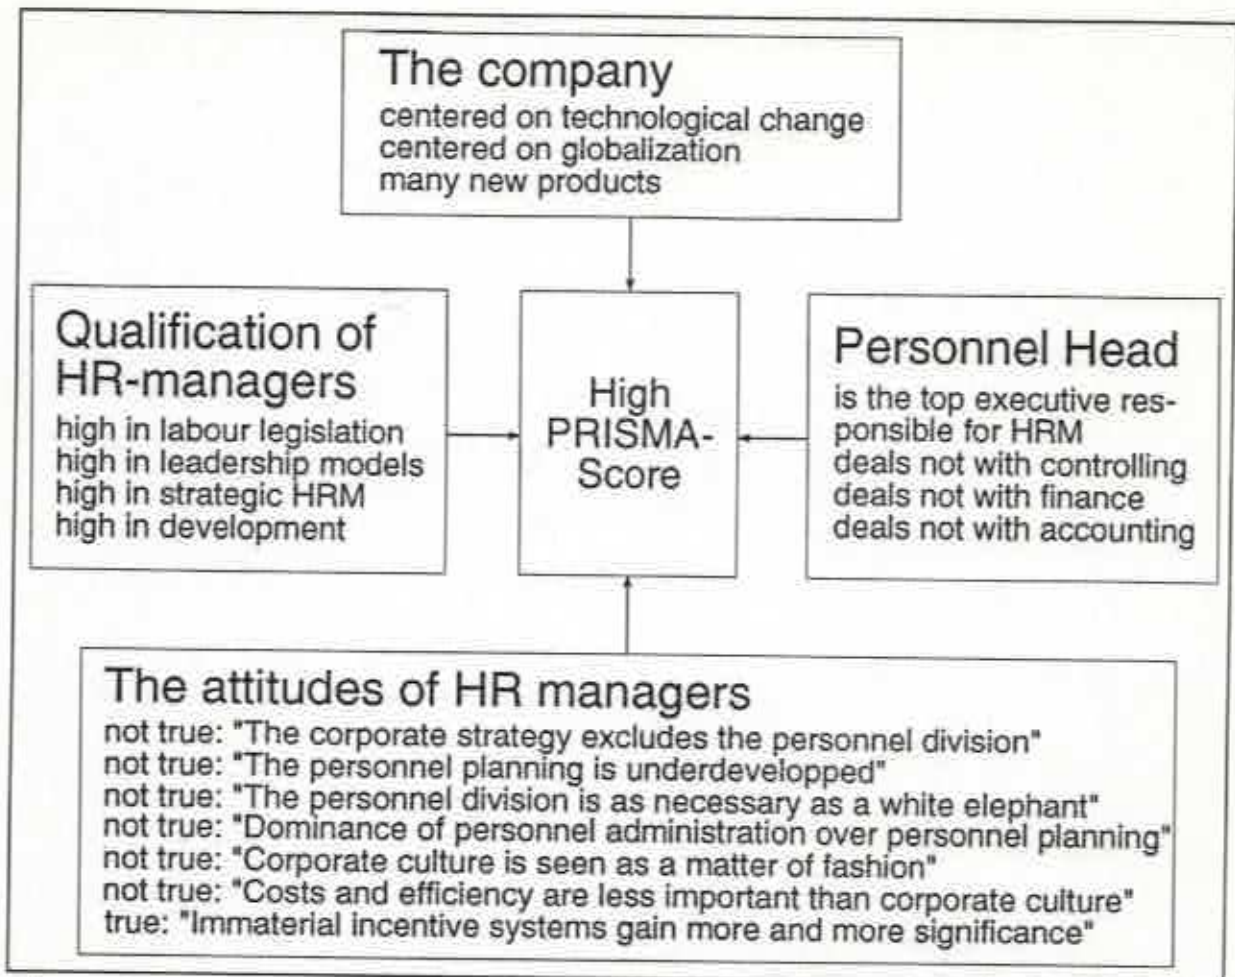 The company
centered on technological change
centered on globalization
many new products
Qualification of
HR-managers
high in labour legislation
high in leadership models
high in strategic HRM
high in development
High
PRISMA-
Score
Personnel Head
is the top executive res-
ponsible for HRM
deals not with controlling
deals not with finance
deals not with accounting
The attitudes of HR managers
not true: "The corporate strategy excludes the personnel division"
not true: "The personnel planning is underdevelopped"
not true: "The personnel division is as necessary as a white elephant"
not true: "Dominance of personnel administration over personnel planning"
not true: "Corporate culture is seen as a matter of fashion"
not true: "Costs and efficiency are less important than corporate culture"
true: "Immaterial incentive systems gain more and more significance"